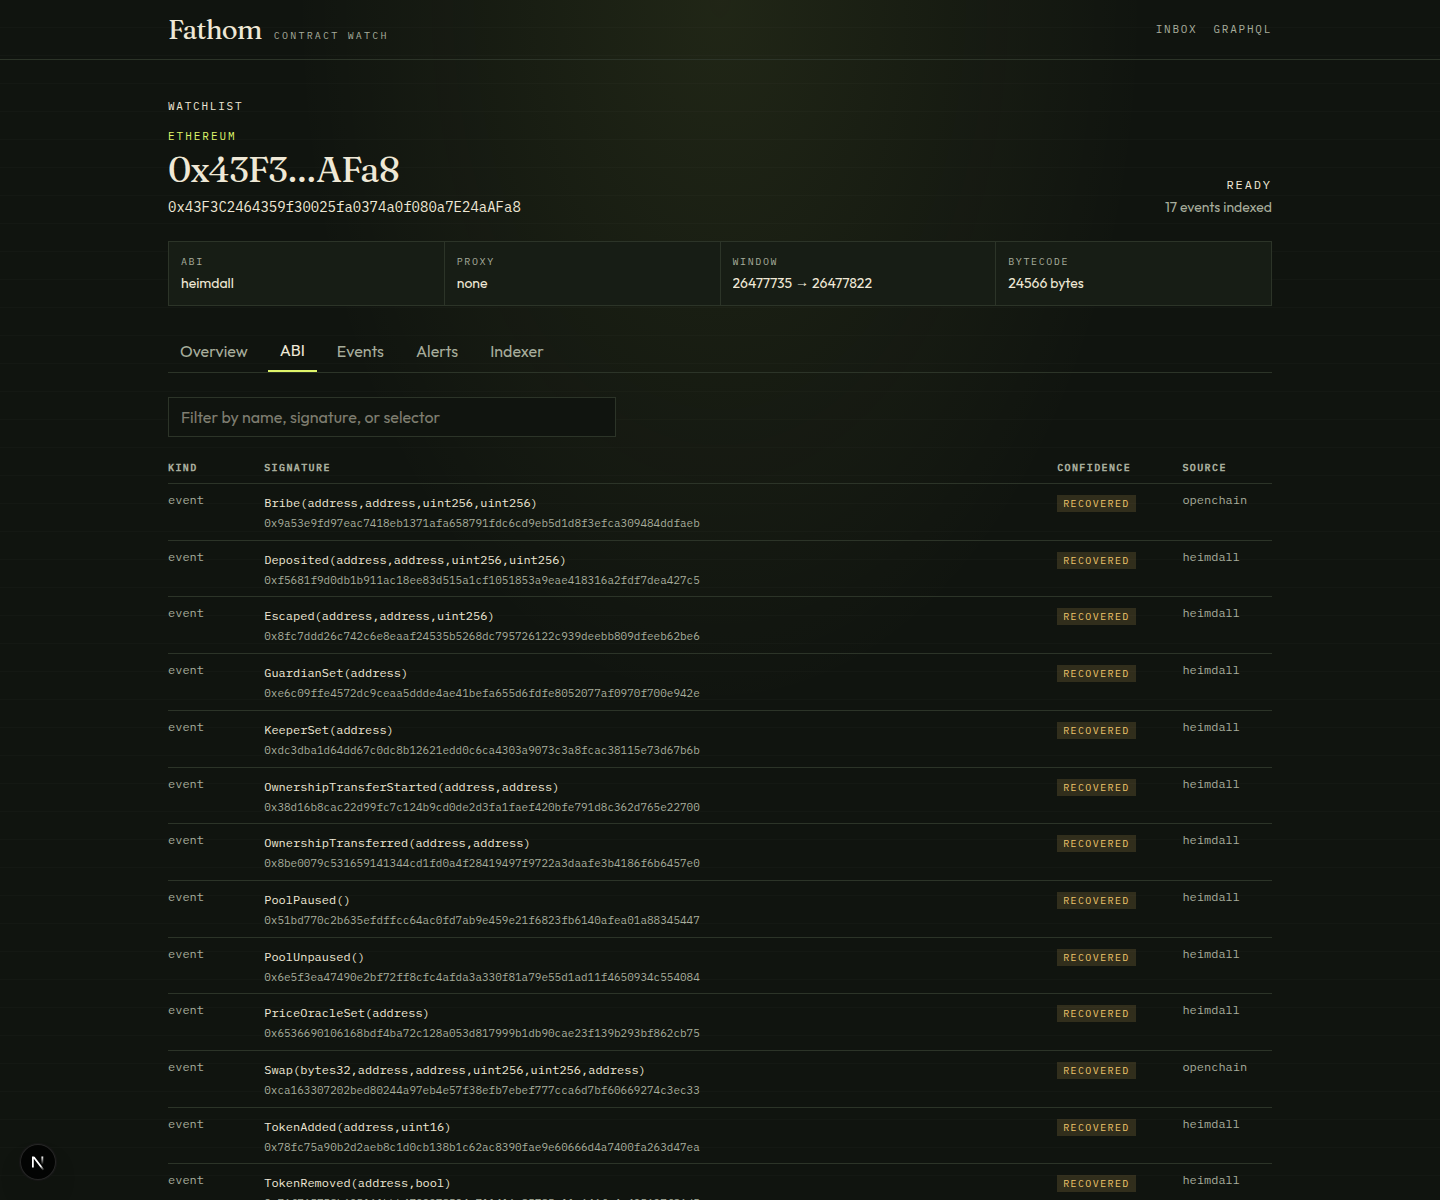 Fathom CONTRACT WATCH INBOX GRAPHQL
WATCHLIST
ETHEREUM
0x43F3...AFa8
READY
0x43F3C2464359f30025fa0374a0f080a7E24aAFa8 17 events indexed
ABI PROXY WINDOW BYTECODE
heimdall none 26477735 → 26477822 24566 bytes
Overview ABI Events Alerts Indexer
Filter by name, signature, or selector
KIND SIGNATURE CONFIDENCE SOURCE
event Bribe(address,address,uint256,uint256) RECOVERED openchain
0x9a53e9fd97eac7418eb1371afa658791fdc6cd9eb5d1d8f3efca309484ddfaeb
event Deposited(address,address,uint256,uint256) RECOVERED heimdall
0xf5681f9d0db1b911ac18ee83d515a1cf1051853a9eae418316a2fdf7dea427c5
event Escaped(address,address,uint256) RECOVERED heimdall
0x8fc7ddd26c742c6e8eaaf24535b5268dc795726122c939deebb809dfeeb62be6
event GuardianSet(address) RECOVERED heimdall
0xe6c09ffe4572dc9ceaa5ddde4ae41befa655d6fdfe8052077af0970f700e942e
event KeeperSet(address) RECOVERED heimdall
0xdc3dba1d64dd67c0dc8b12621edd0c6ca4303a9073c3a8fcac38115e73d67b6b
event OwnershipTransferStarted(address,address) RECOVERED heimdall
0x38d16b8cac22d99fc7c124b9cd0de2d3fa1faef420bfe791d8c362d765e22700
event OwnershipTransferred(address,address) RECOVERED heimdall
0x8be0079c531659141344cd1fd0a4f28419497f9722a3daafe3b4186f6b6457e0
event PoolPaused() RECOVERED heimdall
0x51bd770c2b635efdffcc64ac0fd7ab9e459e21f6823fb6140afea01a88345447
event PoolUnpaused() RECOVERED heimdall
0x6e5f3ea47490e2bf72ff8cfc4afda3a330f81a79e55d1ad11f4650934c554084
event PriceOracleSet(address) RECOVERED heimdall
0x6536690106168bdf4ba72c128a053d817999b1db90cae23f139b293bf862cb75
event Swap(bytes32,address,address,uint256,uint256,address) RECOVERED openchain
0xca163307202bed80244a97eb4e57f38efb7ebef777cca6d7bf60669274c3ec33
event TokenAdded(address,uint16) RECOVERED heimdall
0x78fc75a90b2d2aeb8c1d0cb138b1c62ac8390fae9e60666d4a7400fa263d47ea
event TokenRemoved(address,bool) RECOVERED heimdall